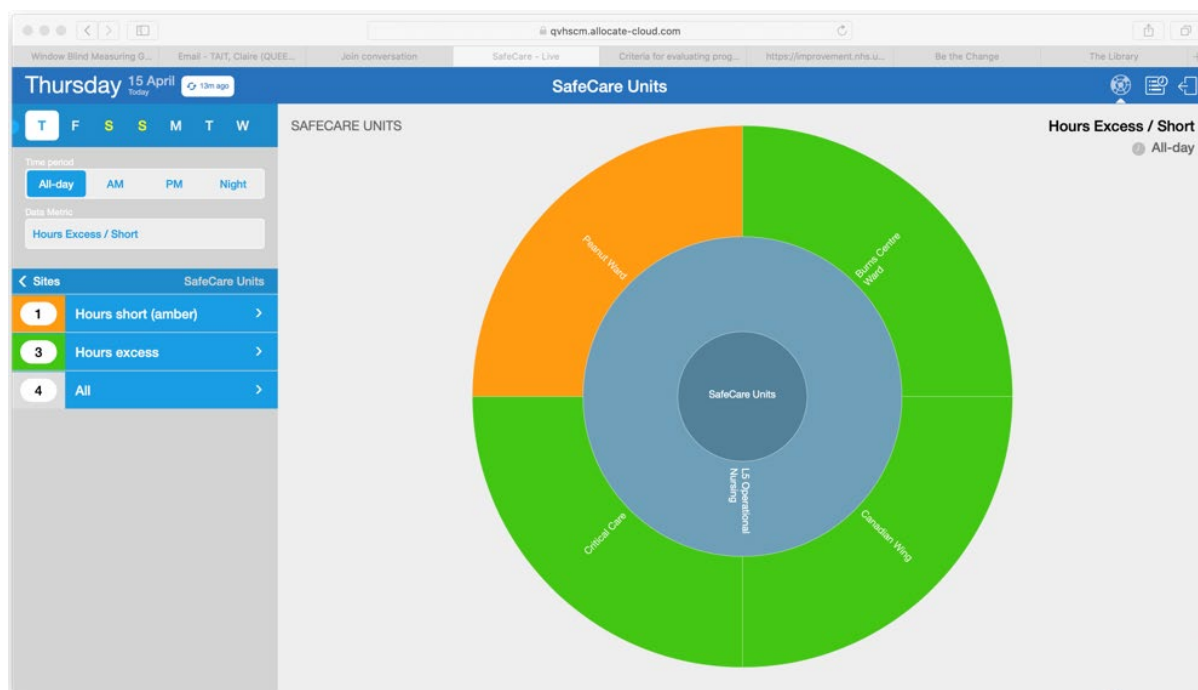 qvhscm.allocate-cloud.com
Window Blind Measuring G...
Email - TAIT, Claire (QUEE...
Join conversation
SafeCare - Live
Criteria for evaluating prog...
https://improvement.nhs.u...
Be the Change
The Library
Thursday 15 April
Today
13m ago
SafeCare Units
T F S S M T W
Time period
All-day AM PM Night
Data Metric
Hours Excess / Short
Sites SafeCare Units
1 Hours short (amber)
3 Hours excess
4 All
SAFECARE UNITS
Hours Excess / Short
All-day
Peanut Ward
Burns Centre
Ward
SafeCare Units
L5 Operational
Nursing
Critical Care
Canadian Wing